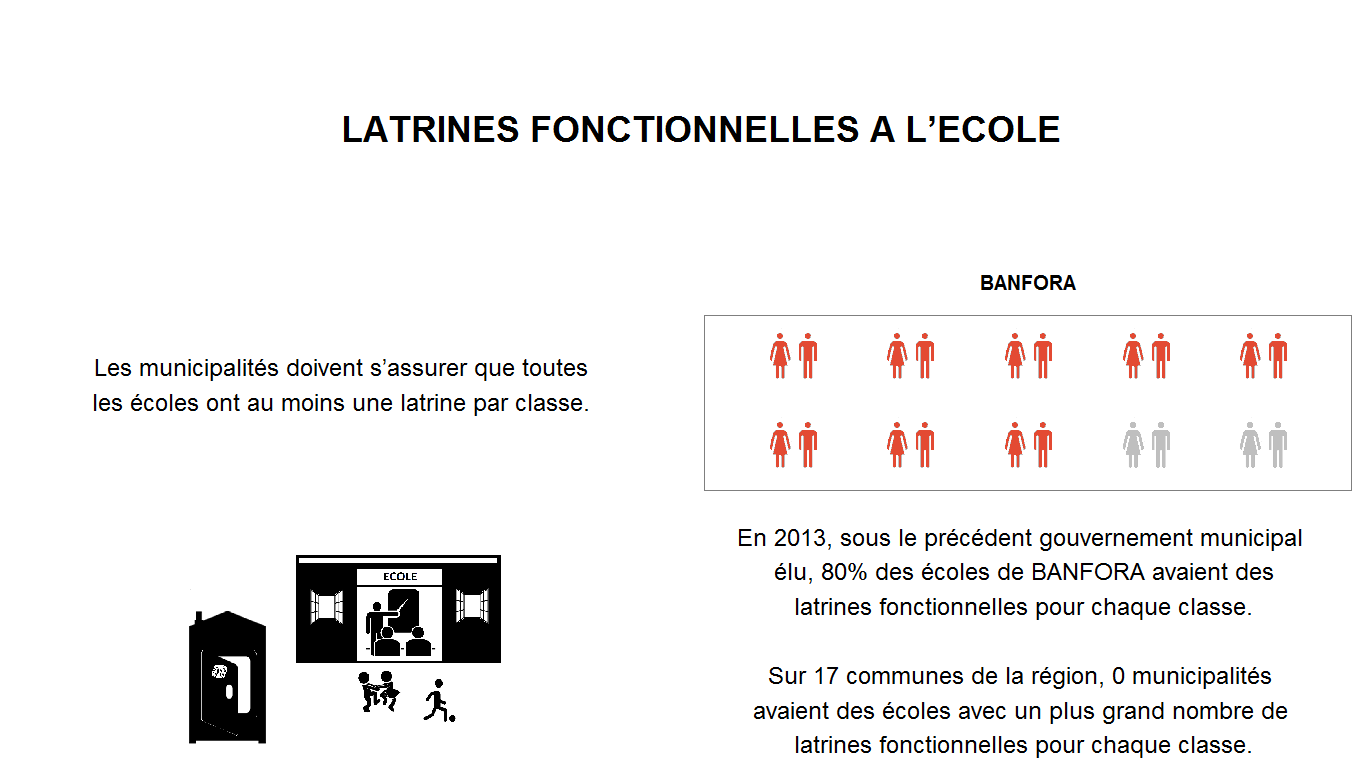 LATRINES FONCTIONNELLES A L’ECOLE
Les municipalités doivent s’assurer que toutes
les écoles ont au moins une latrine par classe.
ECOLE
BANFORA
En 2013, sous le précédent gouvernement municipal
élu, 80% des écoles de BANFORA avaient des
latrines fonctionnelles pour chaque classe.
Sur 17 communes de la région, 0 municipalités
avaient des écoles avec un plus grand nombre de
latrines fonctionnelles pour chaque classe.